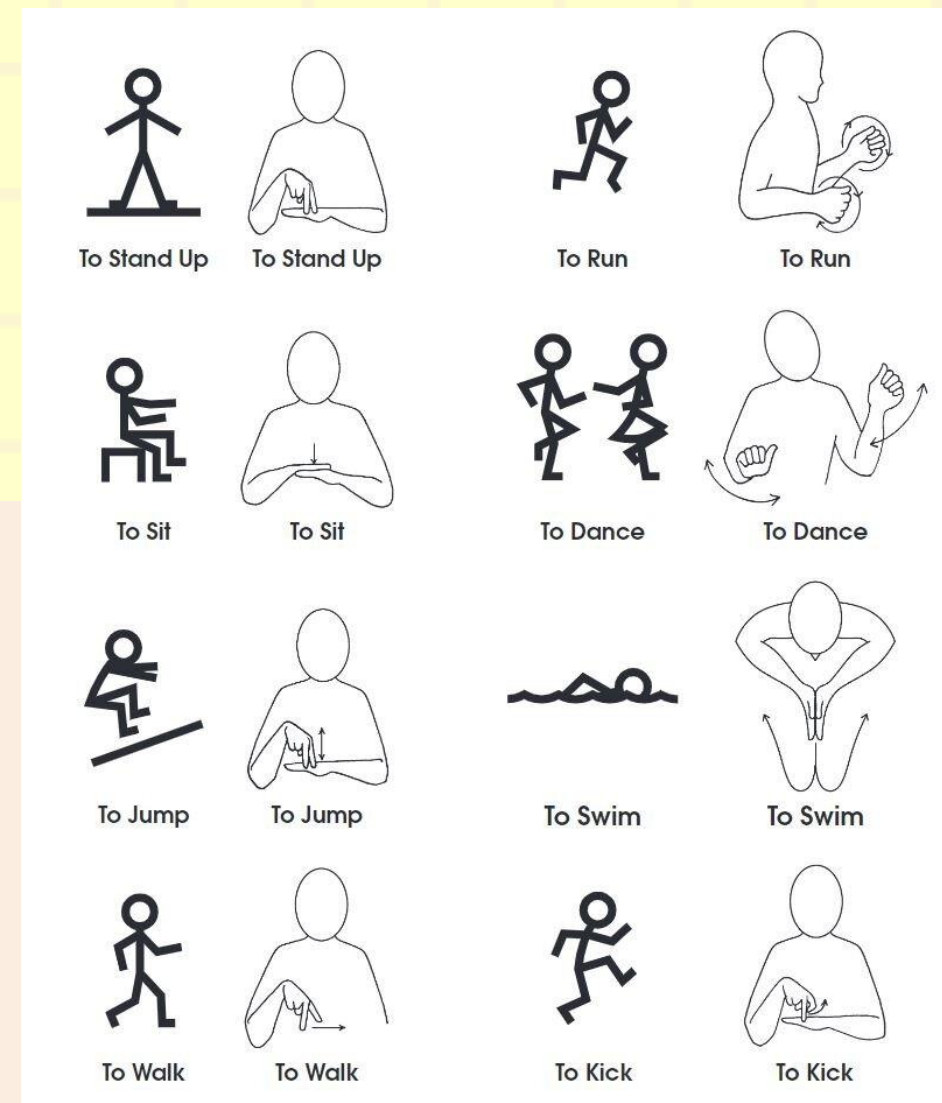 To Stand Up To Stand Up To Run To Run
To Sit To Sit To Dance To Dance
To Jump To Jump To Swim To Swim
To Walk To Walk To Kick To Kick